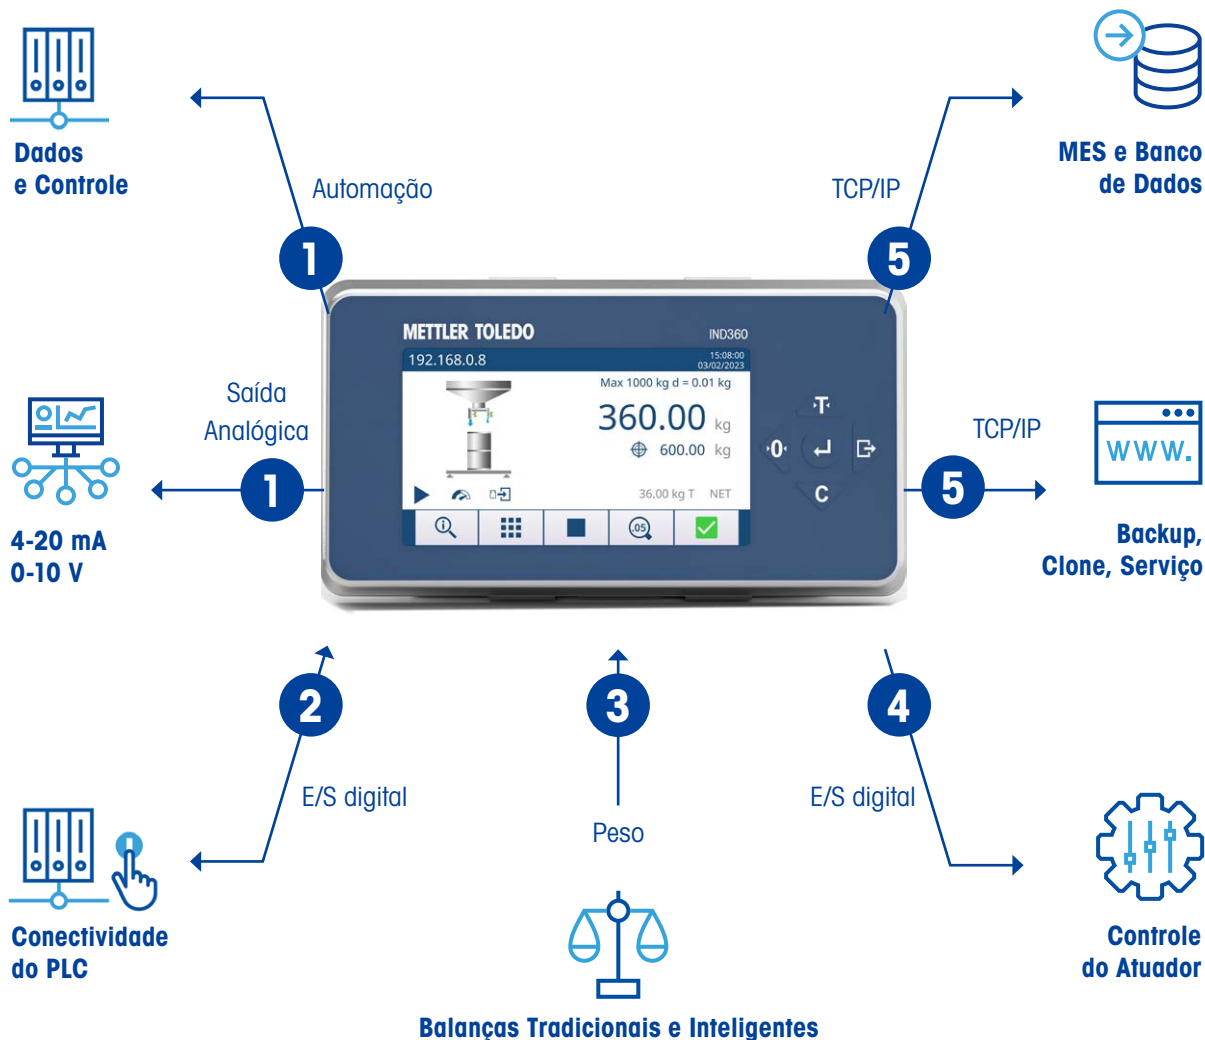 Dados
e Controle
Automação
1
TCP/IP
5
MES e Banco
de Dados
METTLER TOLEDO
IND360
192.168.0.8
15:08:00
03/02/2023
Max 1000 kg d = 0.01 kg
360.00 kg
600.00 kg
36.00 kg T NET
.05
T
0
C
Saída
Analógica
1
4-20 mA
0-10 V
TCP/IP
5
www.
Backup,
Clone, Serviço
2
E/S digital
Conectividade
do PLC
3
Peso
Balanças Tradicionais e Inteligentes
4
E/S digital
Controle
do Atuador